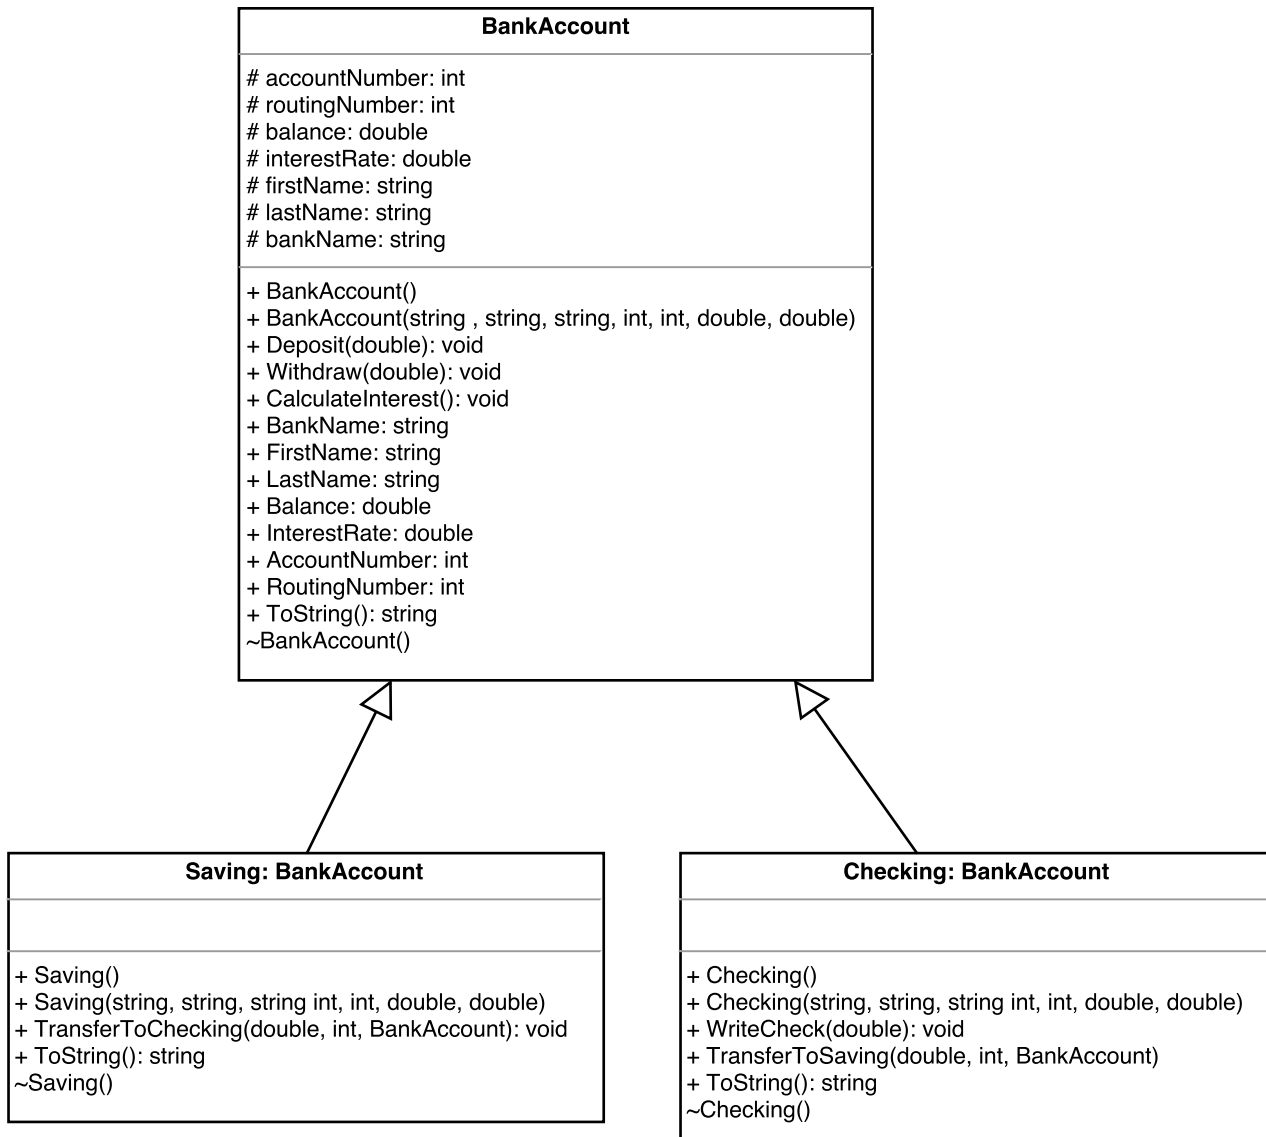 BankAccount
# accountNumber: int
# routingNumber: int
# balance: double
# interestRate: double
# firstName: string
# lastName: string
# bankName: string
+ BankAccount()
+ BankAccount(string , string, string, int, int, double, double)
+ Deposit(double): void
+ Withdraw(double): void
+ CalculateInterest(): void
+ BankName: string
+ FirstName: string
+ LastName: string
+ Balance: double
+ InterestRate: double
+ AccountNumber: int
+ RoutingNumber: int
+ ToString(): string
~BankAccount()
Saving: BankAccount
+ Saving()
+ Saving(string, string, string int, int, double, double)
+ TransferToChecking(double, int, BankAccount): void
+ ToString(): string
~Saving()
Checking: BankAccount
+ Checking()
+ Checking(string, string, string int, int, double, double)
+ WriteCheck(double): void
+ TransferToSaving(double, int, BankAccount)
+ ToString(): string
~Checking()